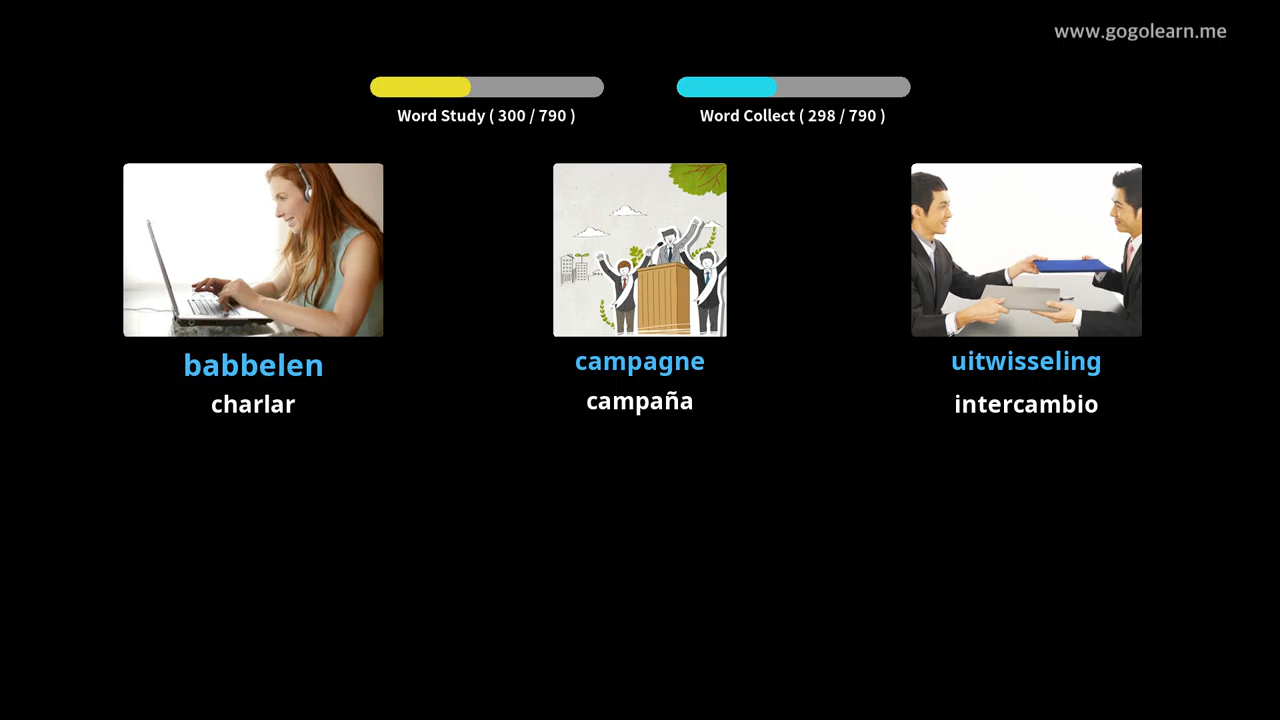 www.gogolearn.me
Word Study ( 300 / 790 )
Word Collect ( 298 / 790 )
babbelen
charlar
campagne
campaña
uitwisseling
intercambio